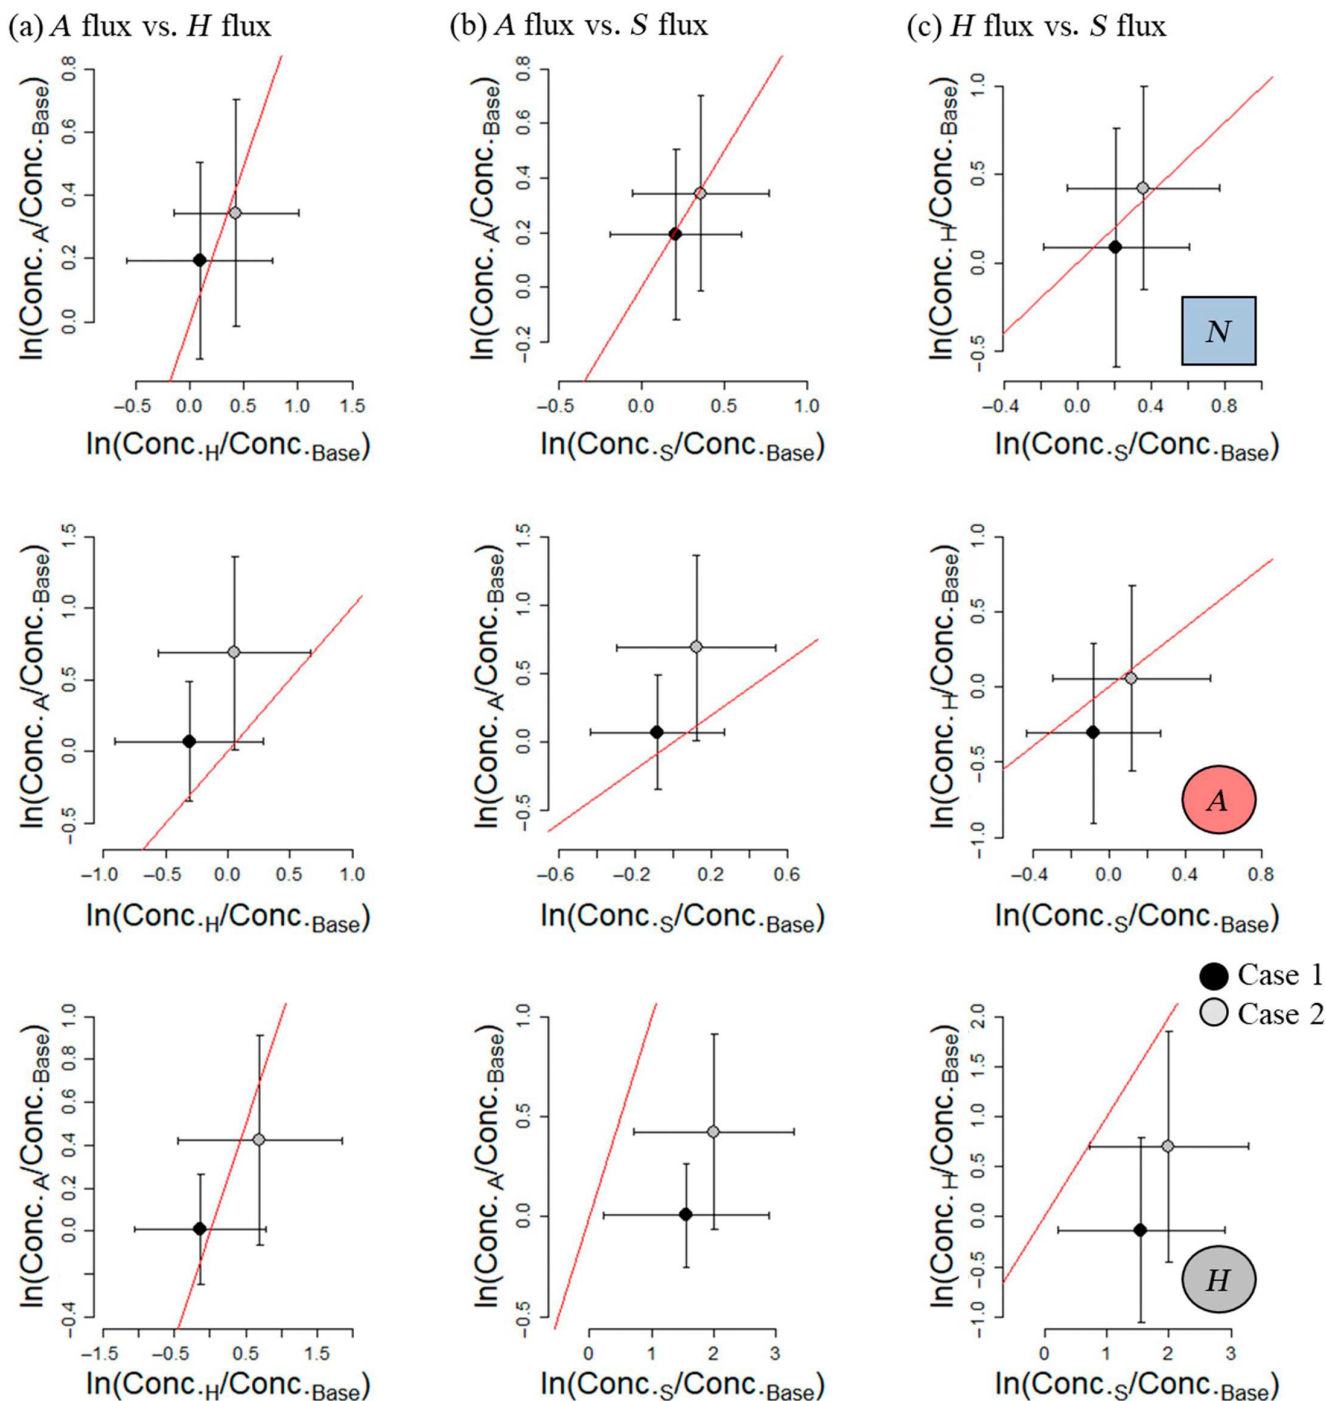 (a) A flux vs. H flux
(b) A flux vs. S flux
(c) H flux vs. S flux
ln(Conc.A/Conc.Base)
0.0 0.2 0.4 0.6 0.8
−0.5 0.0 0.5 1.0 1.5
ln(Conc.H/Conc.Base)
ln(Conc.A/Conc.Base)
−0.2 0.0 0.2 0.4 0.6 0.8
−0.5 0.0 0.5 1.0
ln(Conc.S/Conc.Base)
ln(Conc.H/Conc.Base)
−0.5 0.0 0.5 1.0
−0.4 0.0 0.4 0.8
ln(Conc.S/Conc.Base)
N
ln(Conc.A/Conc.Base)
−0.5 0.0 0.5 1.0 1.5
−1.0 −0.5 0.0 0.5 1.0
ln(Conc.H/Conc.Base)
ln(Conc.A/Conc.Base)
−0.5 0.0 0.5 1.0 1.5
−0.6 −0.2 0.2 0.6
ln(Conc.S/Conc.Base)
ln(Conc.H/Conc.Base)
−1.0 −0.5 0.0 0.5 1.0
−0.4 0.0 0.4 0.8
ln(Conc.S/Conc.Base)
A
Case 1
Case 2
ln(Conc.A/Conc.Base)
−0.4 0.0 0.2 0.4 0.6 0.8 1.0
−1.5 −0.5 0.5 1.5
ln(Conc.H/Conc.Base)
ln(Conc.A/Conc.Base)
−0.5 0.0 0.5 1.0
0 1 2 3
ln(Conc.S/Conc.Base)
ln(Conc.H/Conc.Base)
−1.0 −0.5 0.0 0.5 1.0 1.5 2.0
0 1 2 3
ln(Conc.S/Conc.Base)
H